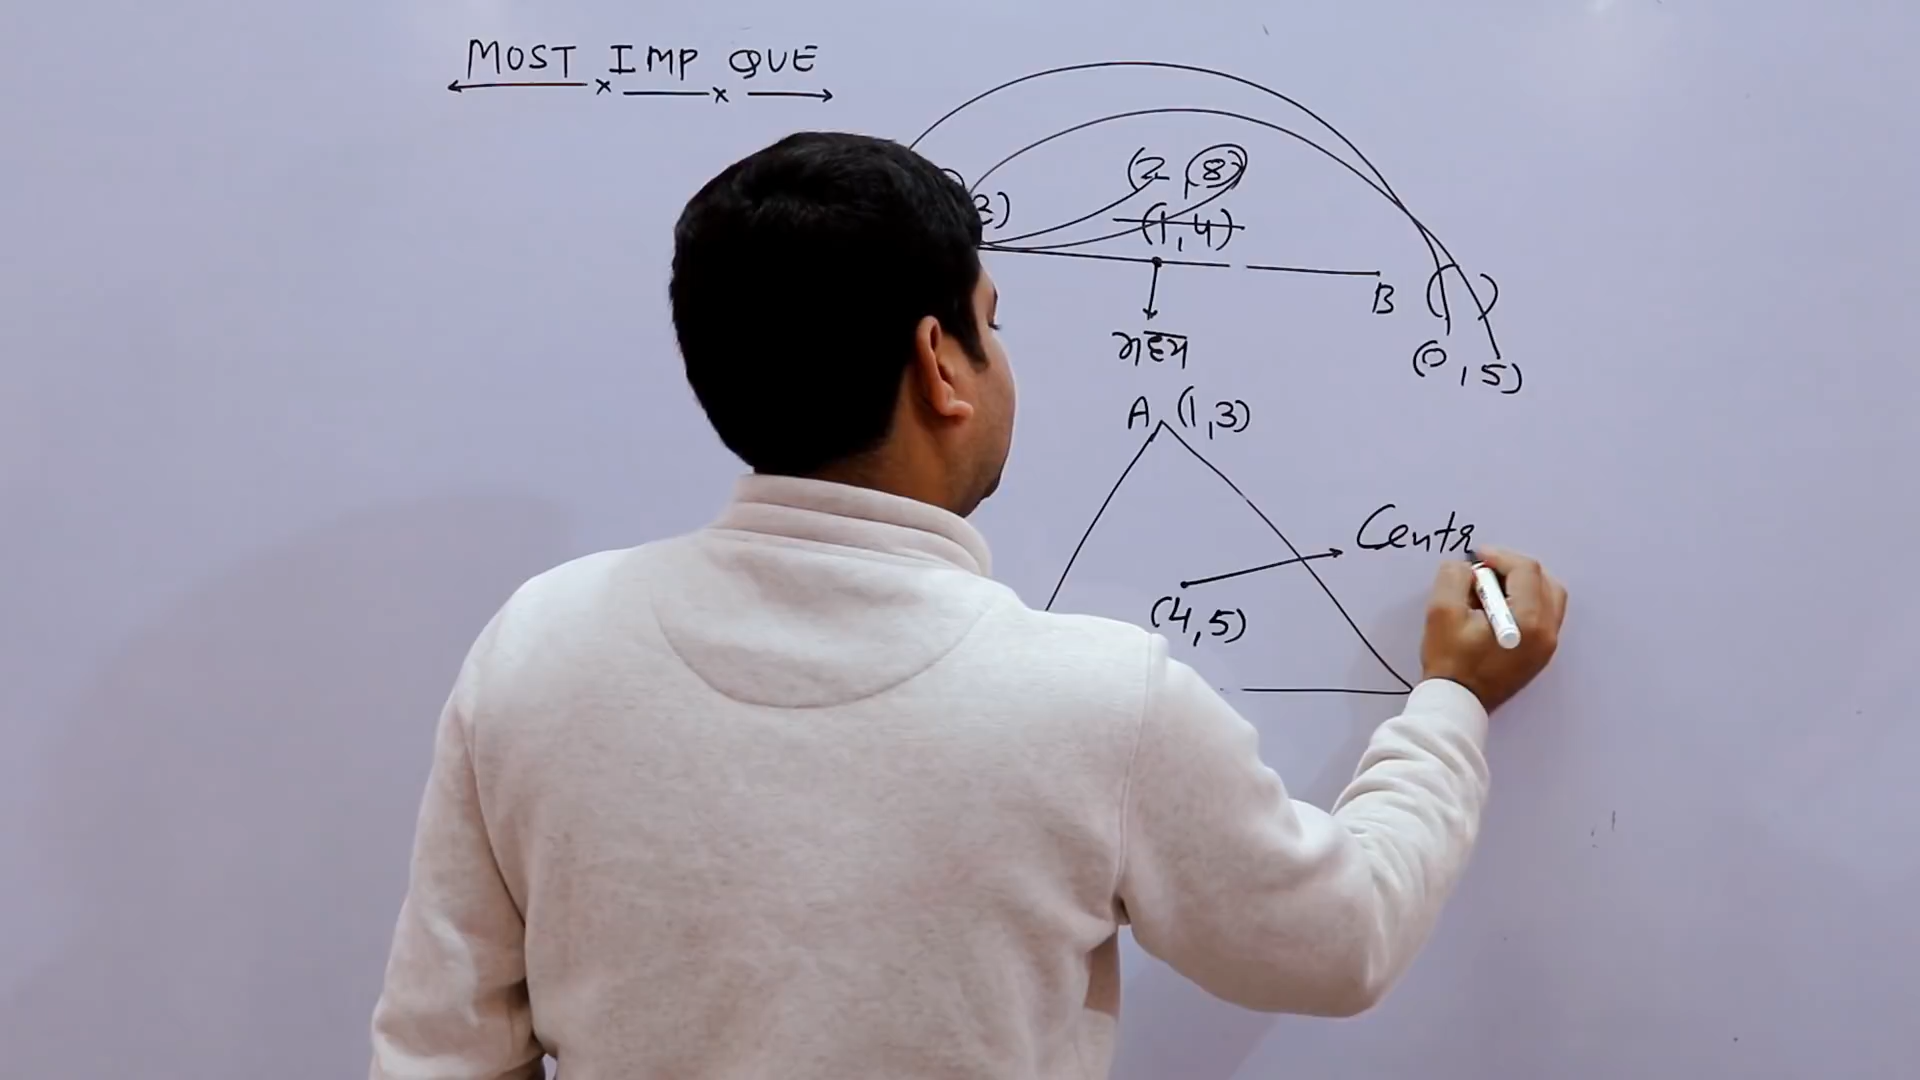 MOST IMP QUE
(2, 8)
3)
(1, 4)
B
मध्य
(0, 5)
A (1, 3)
Centr
(4, 5)